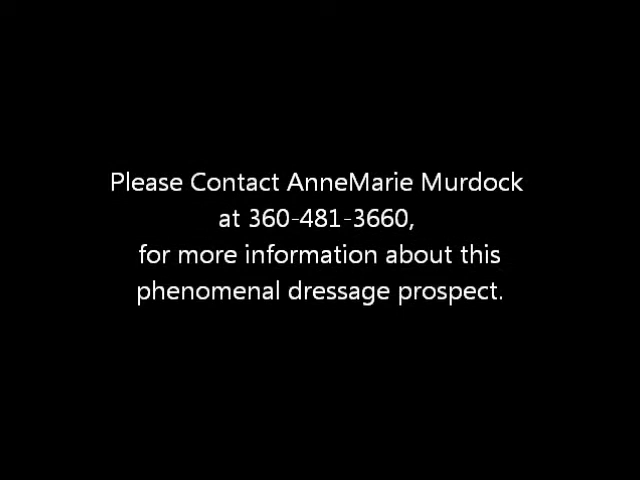 Please Contact AnneMarie Murdock
at 360-481-3660,
for more information about this
phenomenal dressage prospect.